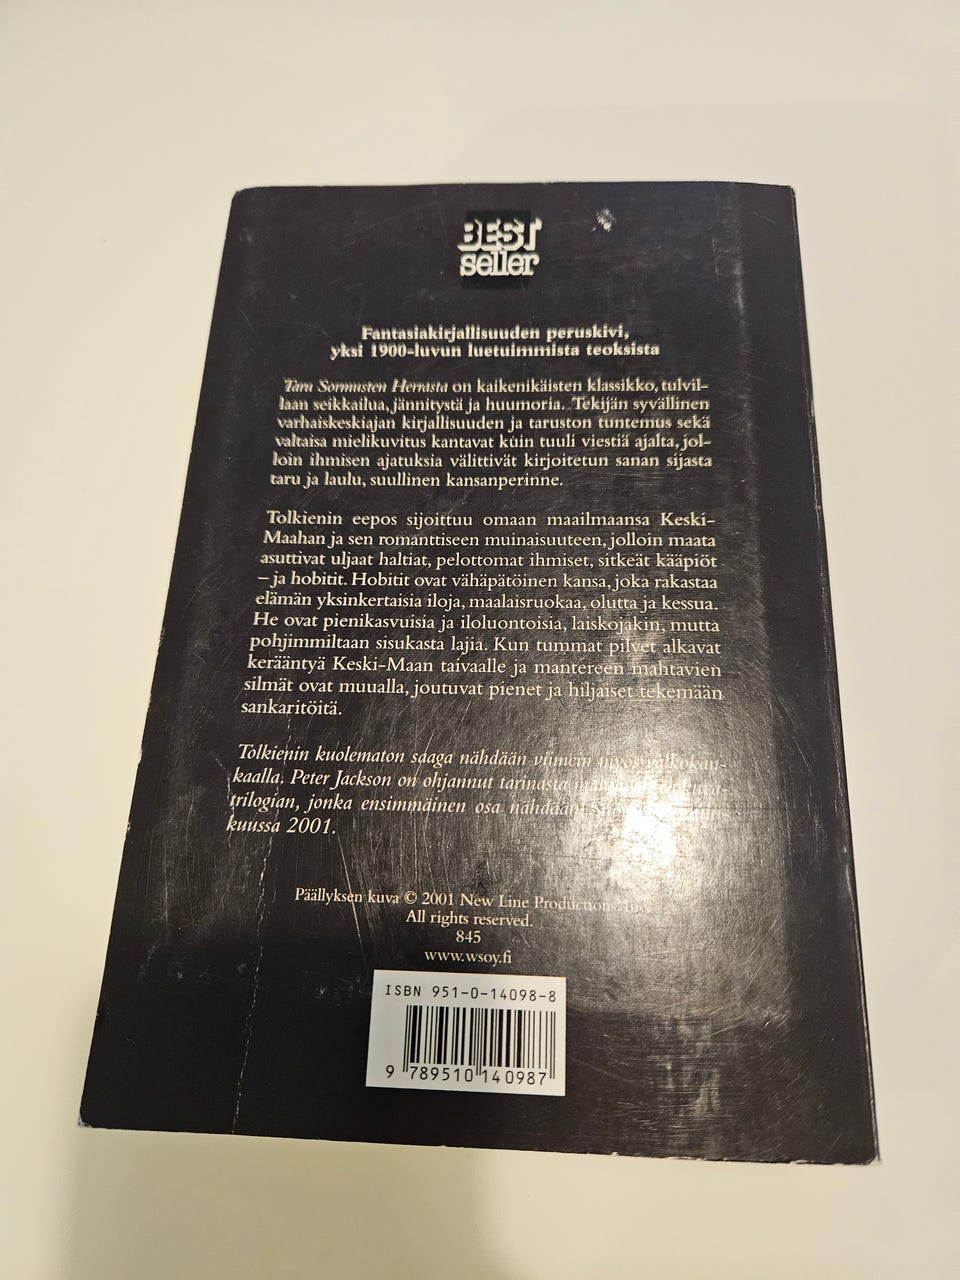 BEST
seller
Fantasiakirjallisuuden peruskivi,
yksi 1900-luvun luetuimmista teoksista
Taru Sormusten Herrasta on kaikenikäisten klassikko, tulvil-
laan seikkailua, jännitystä ja huumoria. Tekijän syvällinen
varhaiskeskiajan kirjallisuuden ja taruston tuntemus sekä
valtaisa mielikuvitus kantavat kuin tuuli viestiä ajalta, jol-
loin ihmisen ajatuksia välittivät kirjoitetun sanan sijasta
taru ja laulu, suullinen kansanperinne.
Tolkienin eepos sijoittuu omaan maailmaansa Keski-
Maahan ja sen romanttiseen muinaisuuteen, jolloin maata
asuttivat uljaat haltiat, pelottomat ihmiset, sitkeät kääpiöt
– ja hobitit. Hobitit ovat vähäpätöinen kansa, joka rakastaa
elämän yksinkertaisia iloja, maalaisruokaa, olutta ja kessua.
He ovat pienikasvuisia ja iloluontoisia, laiskojakin, mutta
pohjimmiltaan sisukasta lajia. Kun tummat pilvet alkavat
kerääntyä Keski-Maan taivaalle ja mantereen mahtavien
silmät ovat muualla, joutuvat pienet ja hiljaiset tekemään
sankaritöitä.
Tolkienin kuolematon saaga nähdään viimein myös valkokan-
kaalla. Peter Jackson on ohjannut tarinasta
trilogian, jonka ensimmäinen osa nähdään
kuussa 2001.
Päällyksen kuva © 2001 New Line Productions, Inc.
All rights reserved.
845
www.wsoy.fi
ISBN 951-0-14098-8
9 789510 140987